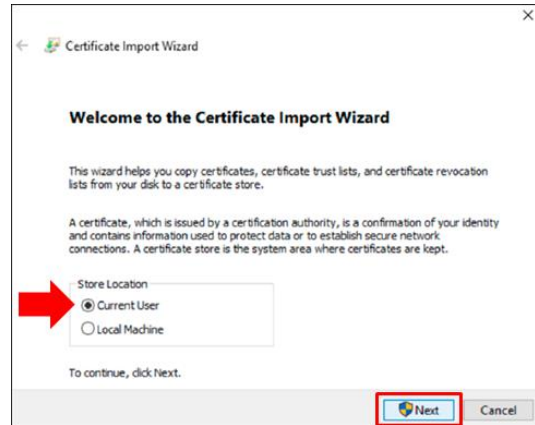 Certificate Import Wizard
Welcome to the Certificate Import Wizard
This wizard helps you copy certificates, certificate trust lists, and certificate revocation
lists from your disk to a certificate store.
A certificate, which is issued by a certification authority, is a confirmation of your identity
and contains information used to protect data or to establish secure network
connections. A certificate store is the system area where certificates are kept.
Store Location
Current User
Local Machine
To continue, click Next.
Next Cancel